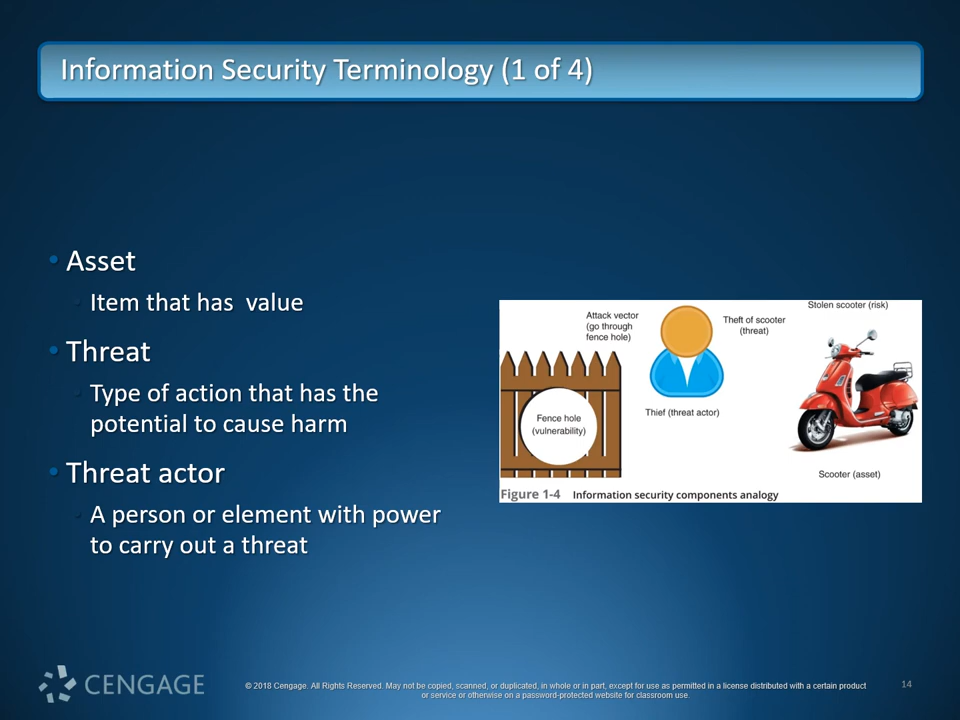 Information Security Terminology (1 of 4)
• Asset
• Item that has  value
• Threat
• Type of action that has the
potential to cause harm
• Threat actor
• A person or element with power
to carry out a threat
Attack vector
(go through
fence hole)
Theft of scooter
(threat)
Stolen scooter (risk)
Fence hole
(vulnerability)
Thief (threat actor)
Scooter (asset)
Figure 1-4 Information security components analogy
CENGAGE
© 2018 Cengage. All Rights Reserved. May not be copied, scanned, or duplicated, in whole or in part, except for use as permitted in a license distributed with a certain product
or service or otherwise on a password-protected website for classroom use.
14